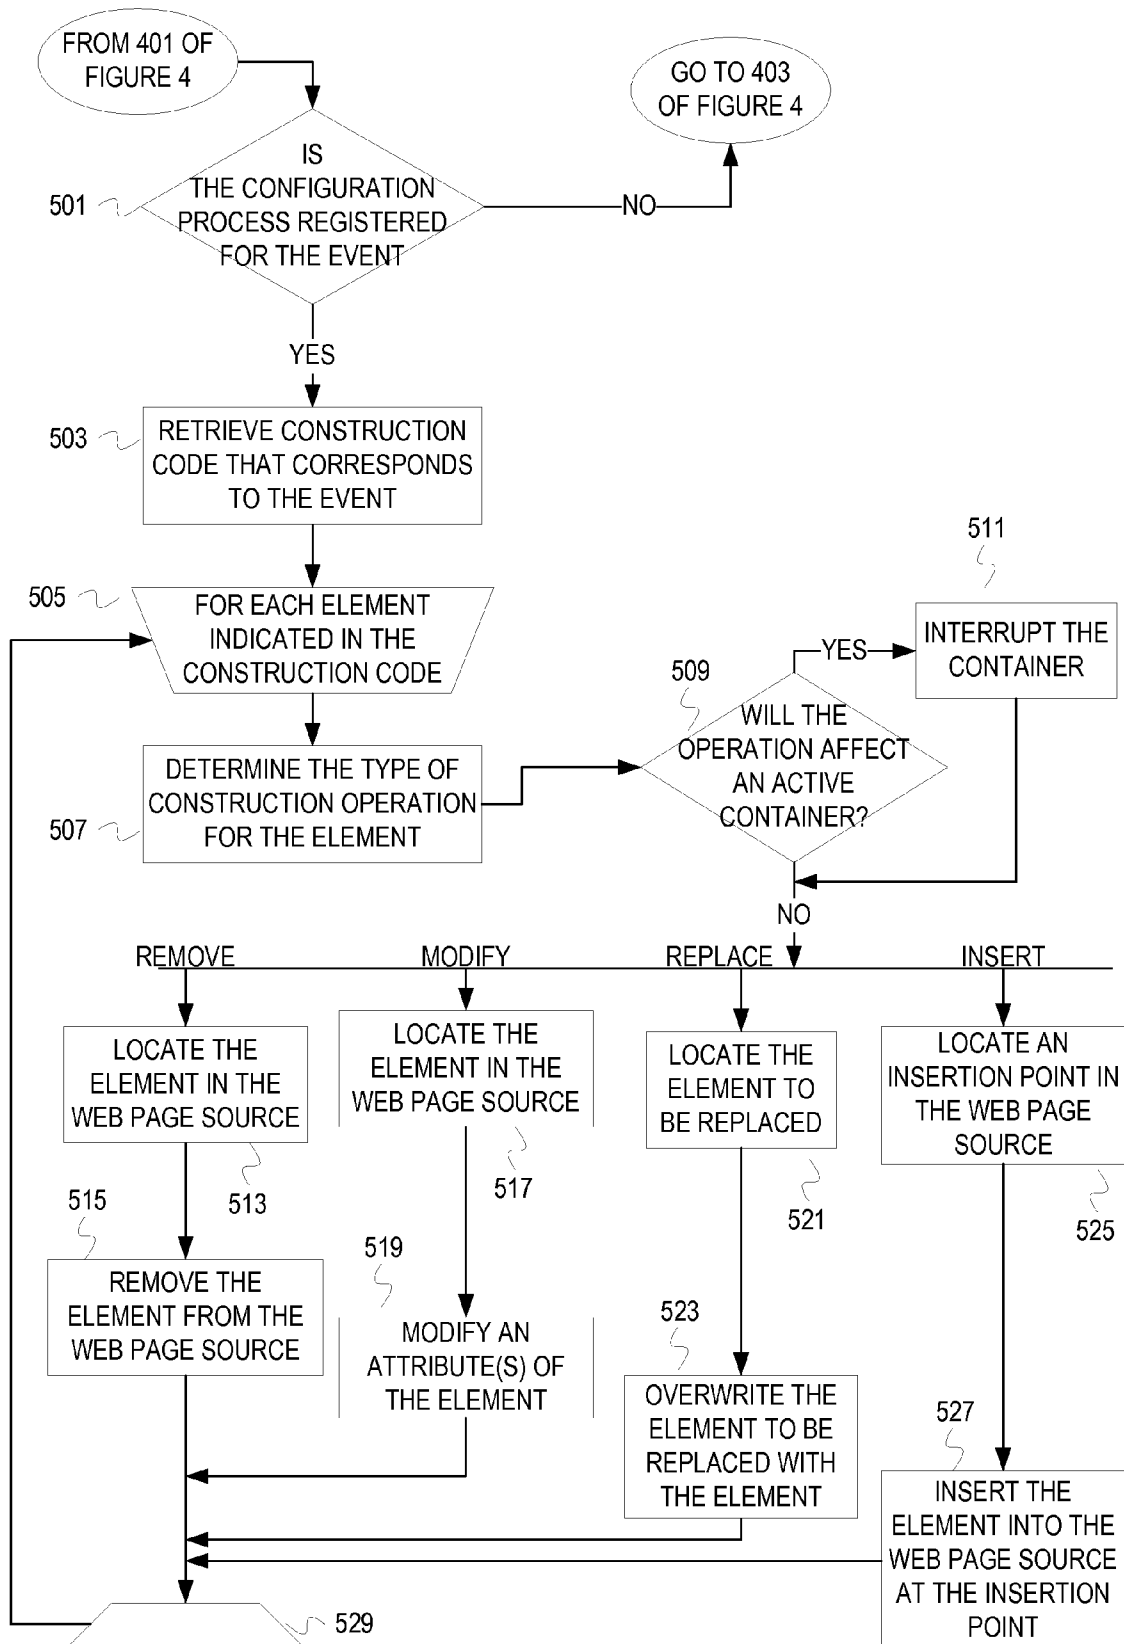 FROM 401 OF
FIGURE 4
GO TO 403
OF FIGURE 4
IS
THE CONFIGURATION
PROCESS REGISTERED
FOR THE EVENT
501
NO
YES
503
RETRIEVE CONSTRUCTION
CODE THAT CORRESPONDS
TO THE EVENT
505
FOR EACH ELEMENT
INDICATED IN THE
CONSTRUCTION CODE
507
DETERMINE THE TYPE OF
CONSTRUCTION OPERATION
FOR THE ELEMENT
509
WILL THE
OPERATION AFFECT
AN ACTIVE
CONTAINER?
YES
511
INTERRUPT THE
CONTAINER
NO
REMOVE
MODIFY
REPLACE
INSERT
LOCATE THE
ELEMENT IN THE
WEB PAGE SOURCE
513
LOCATE THE
ELEMENT IN THE
WEB PAGE SOURCE
517
LOCATE THE
ELEMENT TO
BE REPLACED
521
LOCATE AN
INSERTION POINT IN
THE WEB PAGE
SOURCE
525
515
REMOVE THE
ELEMENT FROM THE
WEB PAGE SOURCE
519
MODIFY AN
ATTRIBUTE(S) OF
THE ELEMENT
523
OVERWRITE THE
ELEMENT TO BE
REPLACED WITH
THE ELEMENT
527
INSERT THE
ELEMENT INTO THE
WEB PAGE SOURCE
AT THE INSERTION
POINT
529